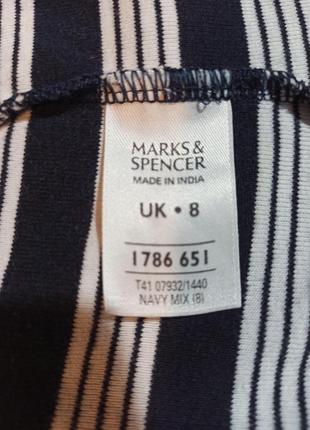 MARKS &
SPENCER
MADE IN INDIA
UK • 8
1786 651
T41 07932/1440
NAVY MIX (8)